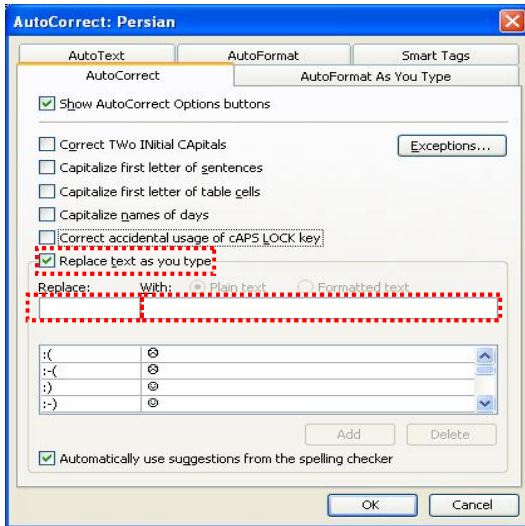 AutoCorrect: Persian
AutoText AutoFormat Smart Tags
AutoCorrect AutoFormat As You Type
Show AutoCorrect Options buttons
Correct TWo INitial CApitals Exceptions...
Capitalize first letter of sentences
Capitalize first letter of table cells
Capitalize names of days
Correct accidental usage of cAPS LOCK key
Replace text as you type
Replace: With: Plain text Formatted text
:( ☹
:-( ☹
:) ☺
:-) ☺
Add Delete
Automatically use suggestions from the spelling checker
OK Cancel